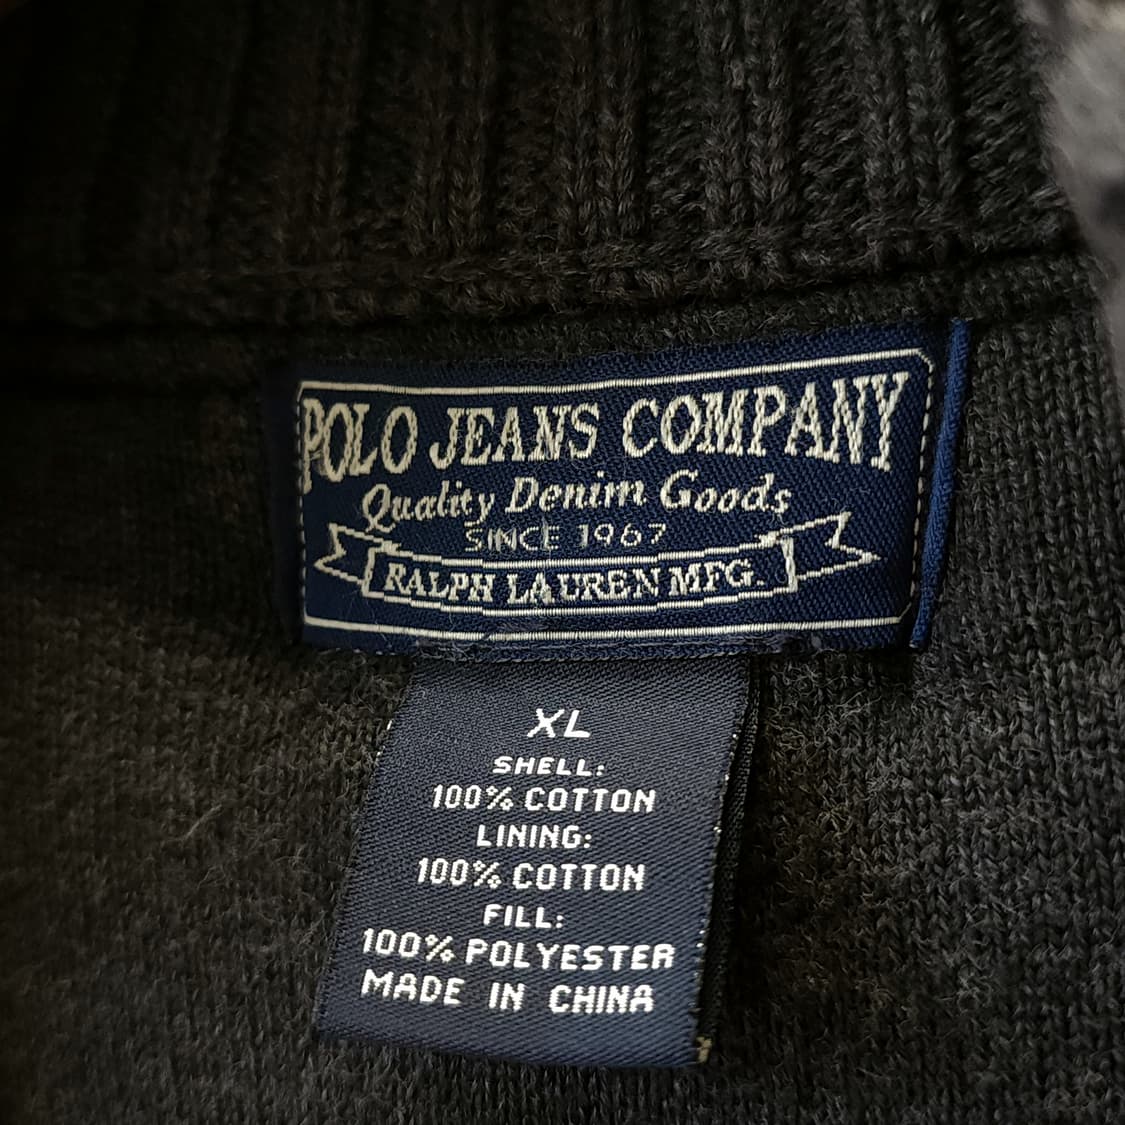 POLO JEANS COMPANY
Quality Denim Goods
SINCE 1967
RALPH LAUREN MFG.
XL
SHELL:
100% COTTON
LINING:
100% COTTON
FILL:
100% POLYESTER
MADE IN CHINA